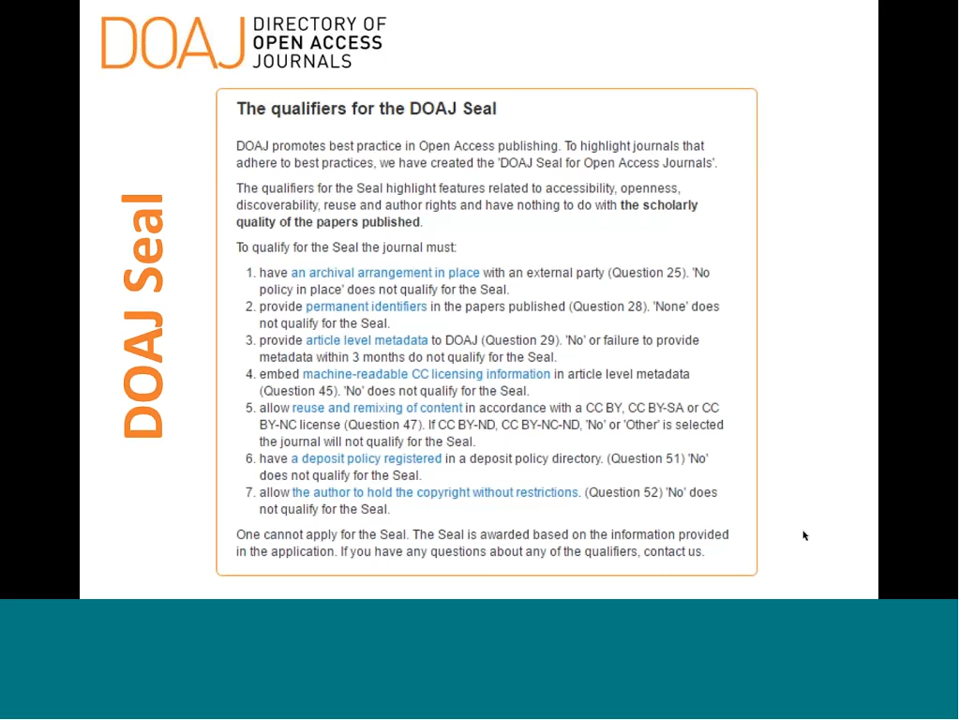 DOAJ
DIRECTORY OF
OPEN ACCESS
JOURNALS
DOAJ Seal
The qualifiers for the DOAJ Seal
DOAJ promotes best practice in Open Access publishing. To highlight journals that
adhere to best practices, we have created the 'DOAJ Seal for Open Access Journals'.
The qualifiers for the Seal highlight features related to accessibility, openness,
discoverability, reuse and author rights and have nothing to do with the scholarly
quality of the papers published.
To qualify for the Seal the journal must:
1. have an archival arrangement in place with an external party (Question 25). 'No
policy in place' does not qualify for the Seal.
2. provide permanent identifiers in the papers published (Question 28). 'None' does
not qualify for the Seal.
3. provide article level metadata to DOAJ (Question 29). 'No' or failure to provide
metadata within 3 months do not qualify for the Seal.
4. embed machine-readable CC licensing information in article level metadata
(Question 45). 'No' does not qualify for the Seal.
5. allow reuse and remixing of content in accordance with a CC BY, CC BY-SA or CC
BY-NC license (Question 47). If CC BY-ND, CC BY-NC-ND, 'No' or 'Other' is selected
the journal will not qualify for the Seal.
6. have a deposit policy registered in a deposit policy directory. (Question 51) 'No'
does not qualify for the Seal.
7. allow the author to hold the copyright without restrictions. (Question 52) 'No' does
not qualify for the Seal.
One cannot apply for the Seal. The Seal is awarded based on the information provided
in the application. If you have any questions about any of the qualifiers, contact us.